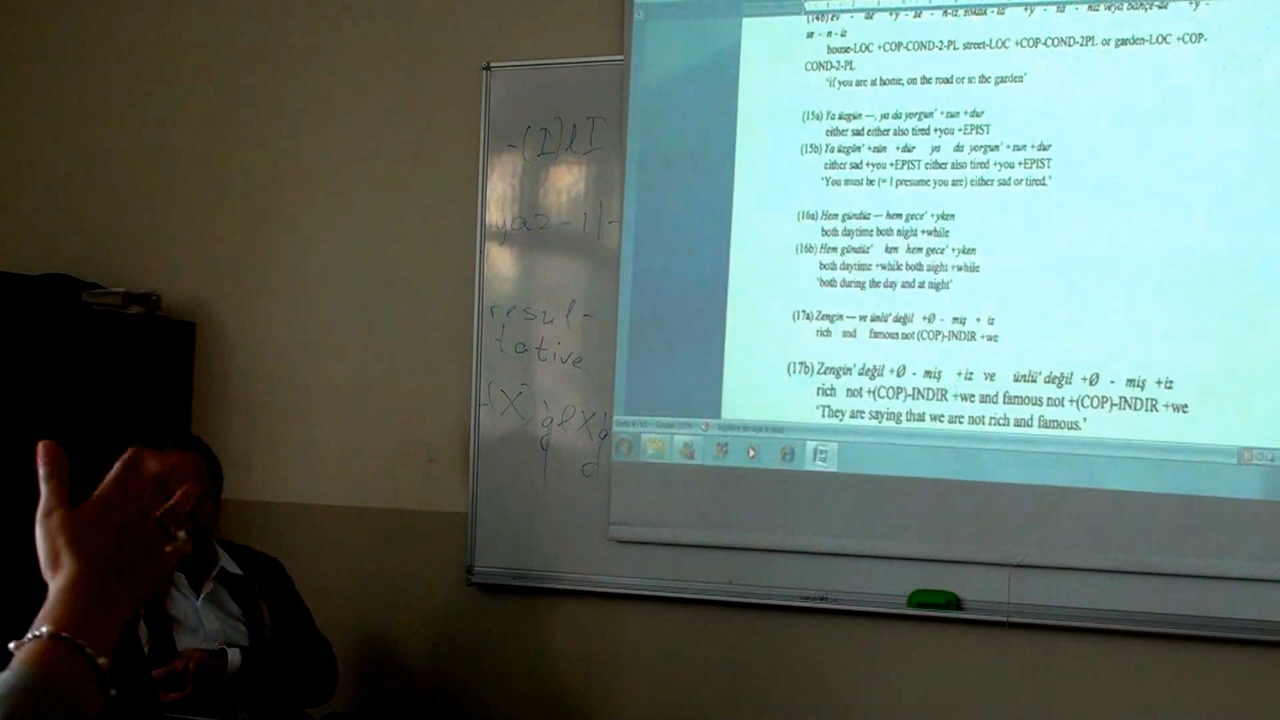 -(I)lI
yaz-ıl-
resul-
tative
(14b) ev - de +y - se - n-iz, sokak - ta +y - sa - nız veya bahçe-de +y -
se - n - iz
home-LOC +COP-COND-2-PL street-LOC +COP-COND-2PL or garden-LOC +COP-
COND-2-PL
'if you are at home, on the road or in the garden'
(15a) Ya üzgün —, ya da yorgun' +sun +dur
either sad either also tired +you +EPIST
(15b) Ya üzgün' +sün +dür ya da yorgun' +sun +dur
either sad +you +EPIST either also tired +you +EPIST
'You must be (= I presume you are) either sad or tired.'
(16a) Hem gündüz — hem gece' +yken
both daytime both night +while
(16b) Hem gündüz' ken hem gece' +yken
both daytime +while both night +while
'both during the day and at night'
(17a) Zengin — ve ünlü' değil +Ø - miş + iz
rich and famous not (COP)-INDIR +we
(17b) Zengin' değil +Ø - miş +iz ve ünlü' değil +Ø - miş +iz
rich not +(COP)-INDIR +we and famous not +(COP)-INDIR +we
'They are saying that we are not rich and famous.'